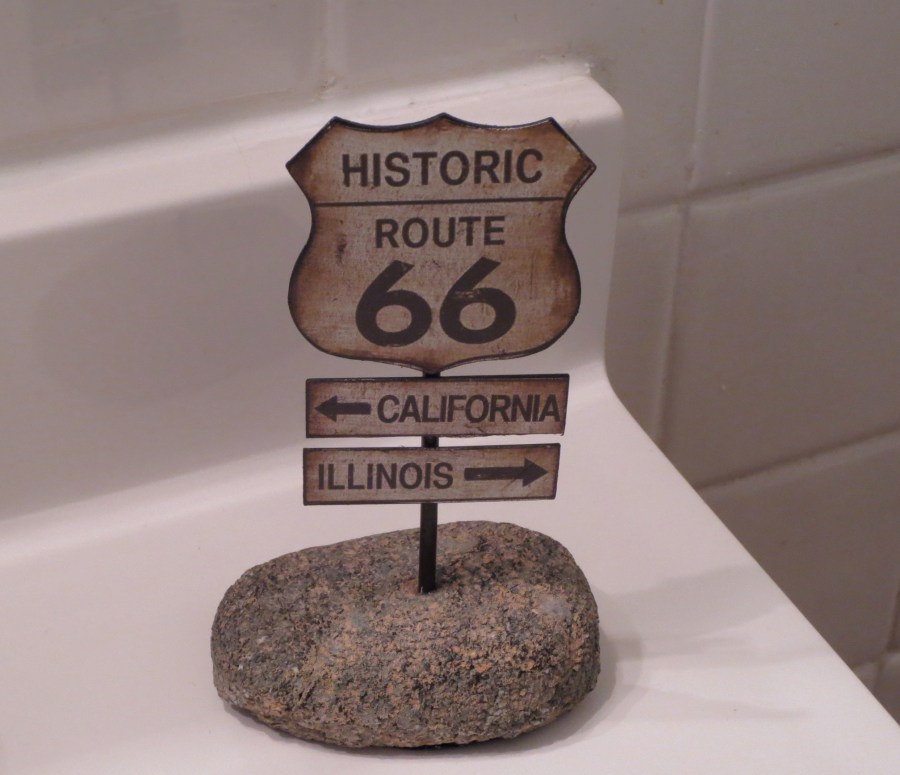 HISTORIC
ROUTE
66
CALIFORNIA
ILLINOIS